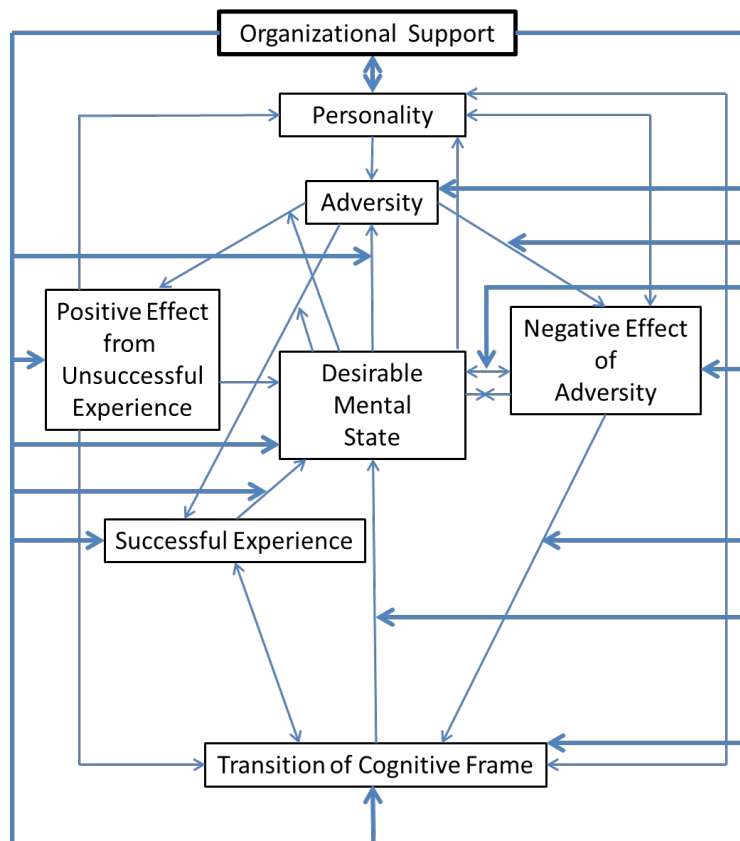 Organizational Support
Personality
Adversity
Positive Effect
from
Unsuccessful
Experience
Negative Effect
of
Adversity
Desirable
Mental
State
Successful Experience
Transition of Cognitive Frame